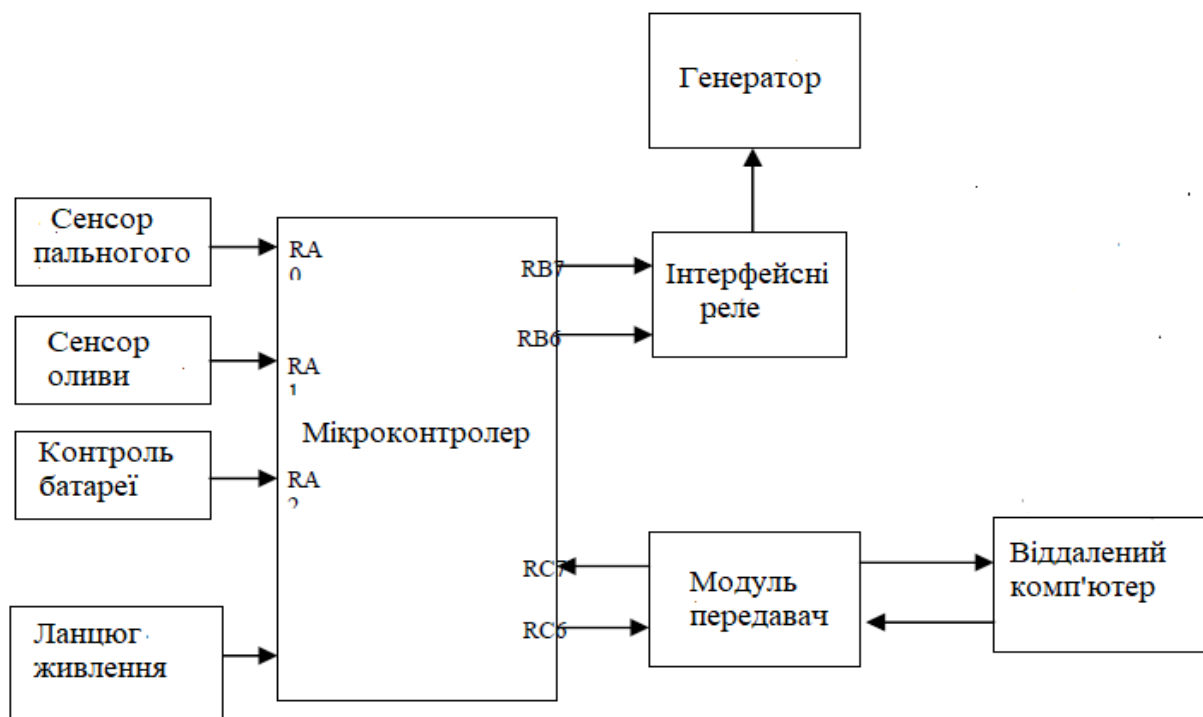 Генератор
Сенсор
пального
RA
0
RB7
Інтерфейсні
реле
RB6
Сенсор
оливи
RA
1
Мікроконтролер
Контроль
батареї
RA
2
RC7
Модуль
передавач
RC6
Віддалений
комп'ютер
Ланцюг
живлення